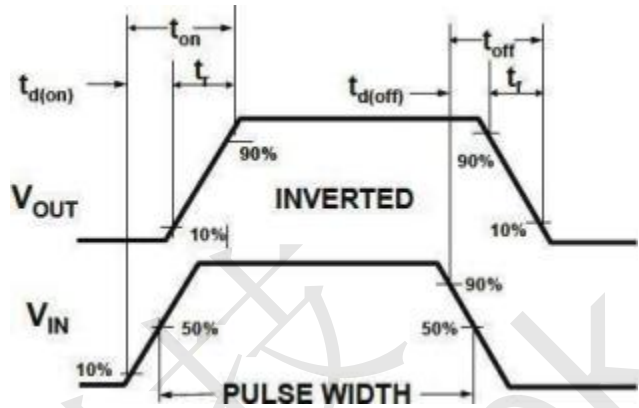 t_on
t_off
t_r
t_f
t_d(on)
t_d(off)
90%
90%
V_OUT
INVERTED
10%
10%
90%
V_IN
50%
50%
10%
PULSE WIDTH